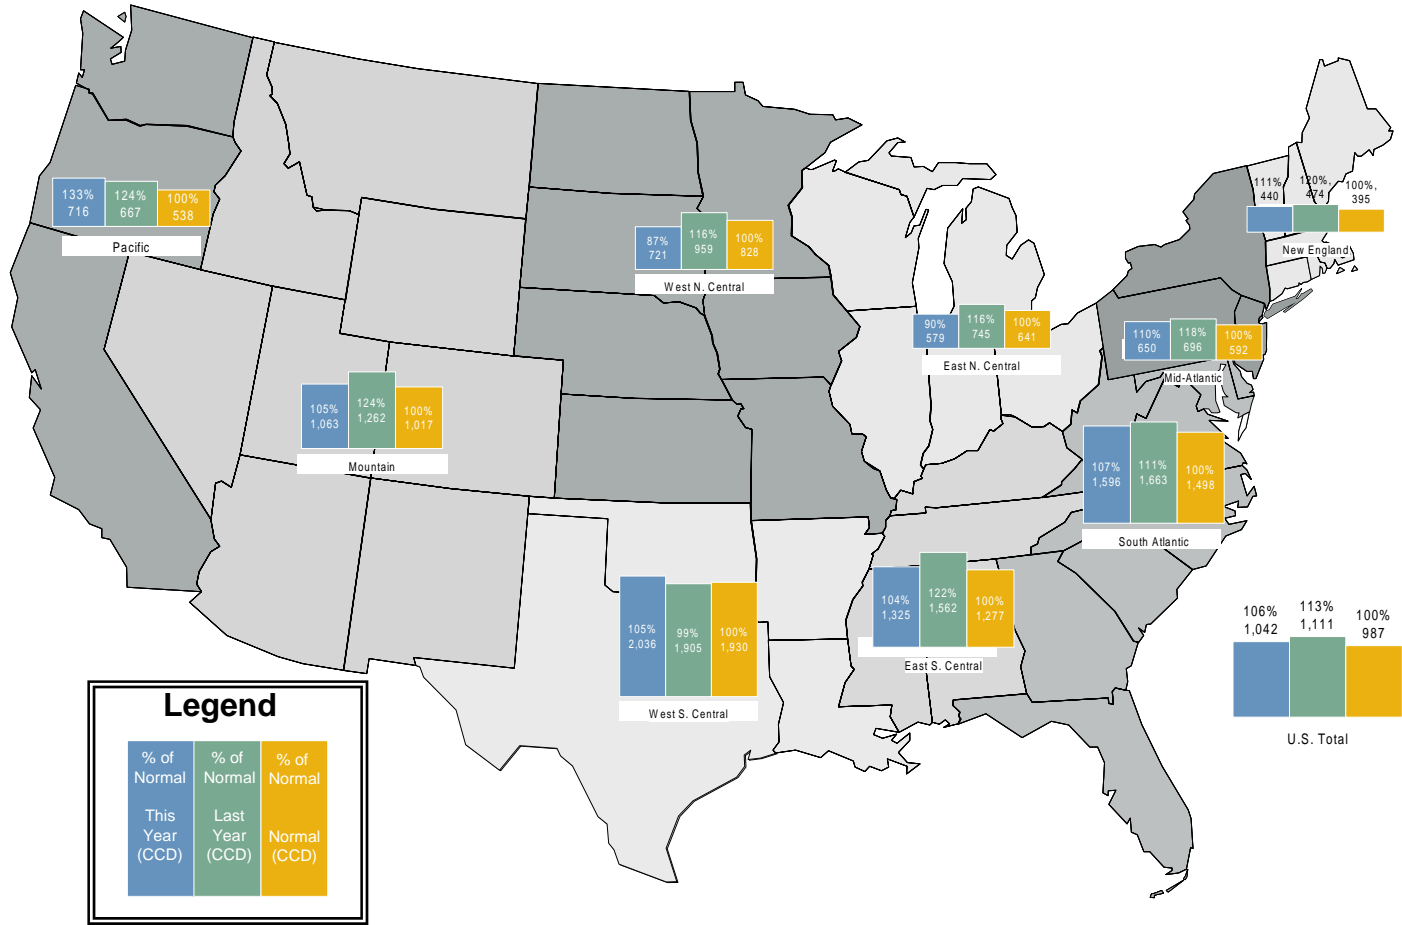 133%
716
124%
667
100%
538
Pacific
87%
721
116%
959
100%
828
West N. Central
111%
440
120%,
474
100%,
395
New England
90%
579
116%
745
100%
641
East N. Central
110%
650
118%
696
100%
592
Mid-Atlantic
105%
1,063
124%
1,262
100%
1,017
Mountain
107%
1,596
111%
1,663
100%
1,498
South Atlantic
105%
2,036
99%
1,905
100%
1,930
West S. Central
104%
1,325
122%
1,562
100%
1,277
East S. Central
106%
1,042
113%
1,111
100%
987
U.S. Total
Legend
% of
Normal
This
Year
(CCD)
% of
Normal
Last
Year
(CCD)
% of
Normal
Normal
(CCD)